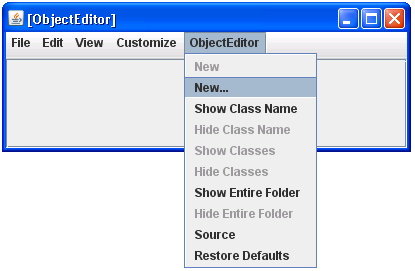 [ObjectEditor]
File Edit View Customize ObjectEditor
New
New...
Show Class Name
Hide Class Name
Show Classes
Hide Classes
Show Entire Folder
Hide Entire Folder
Source
Restore Defaults